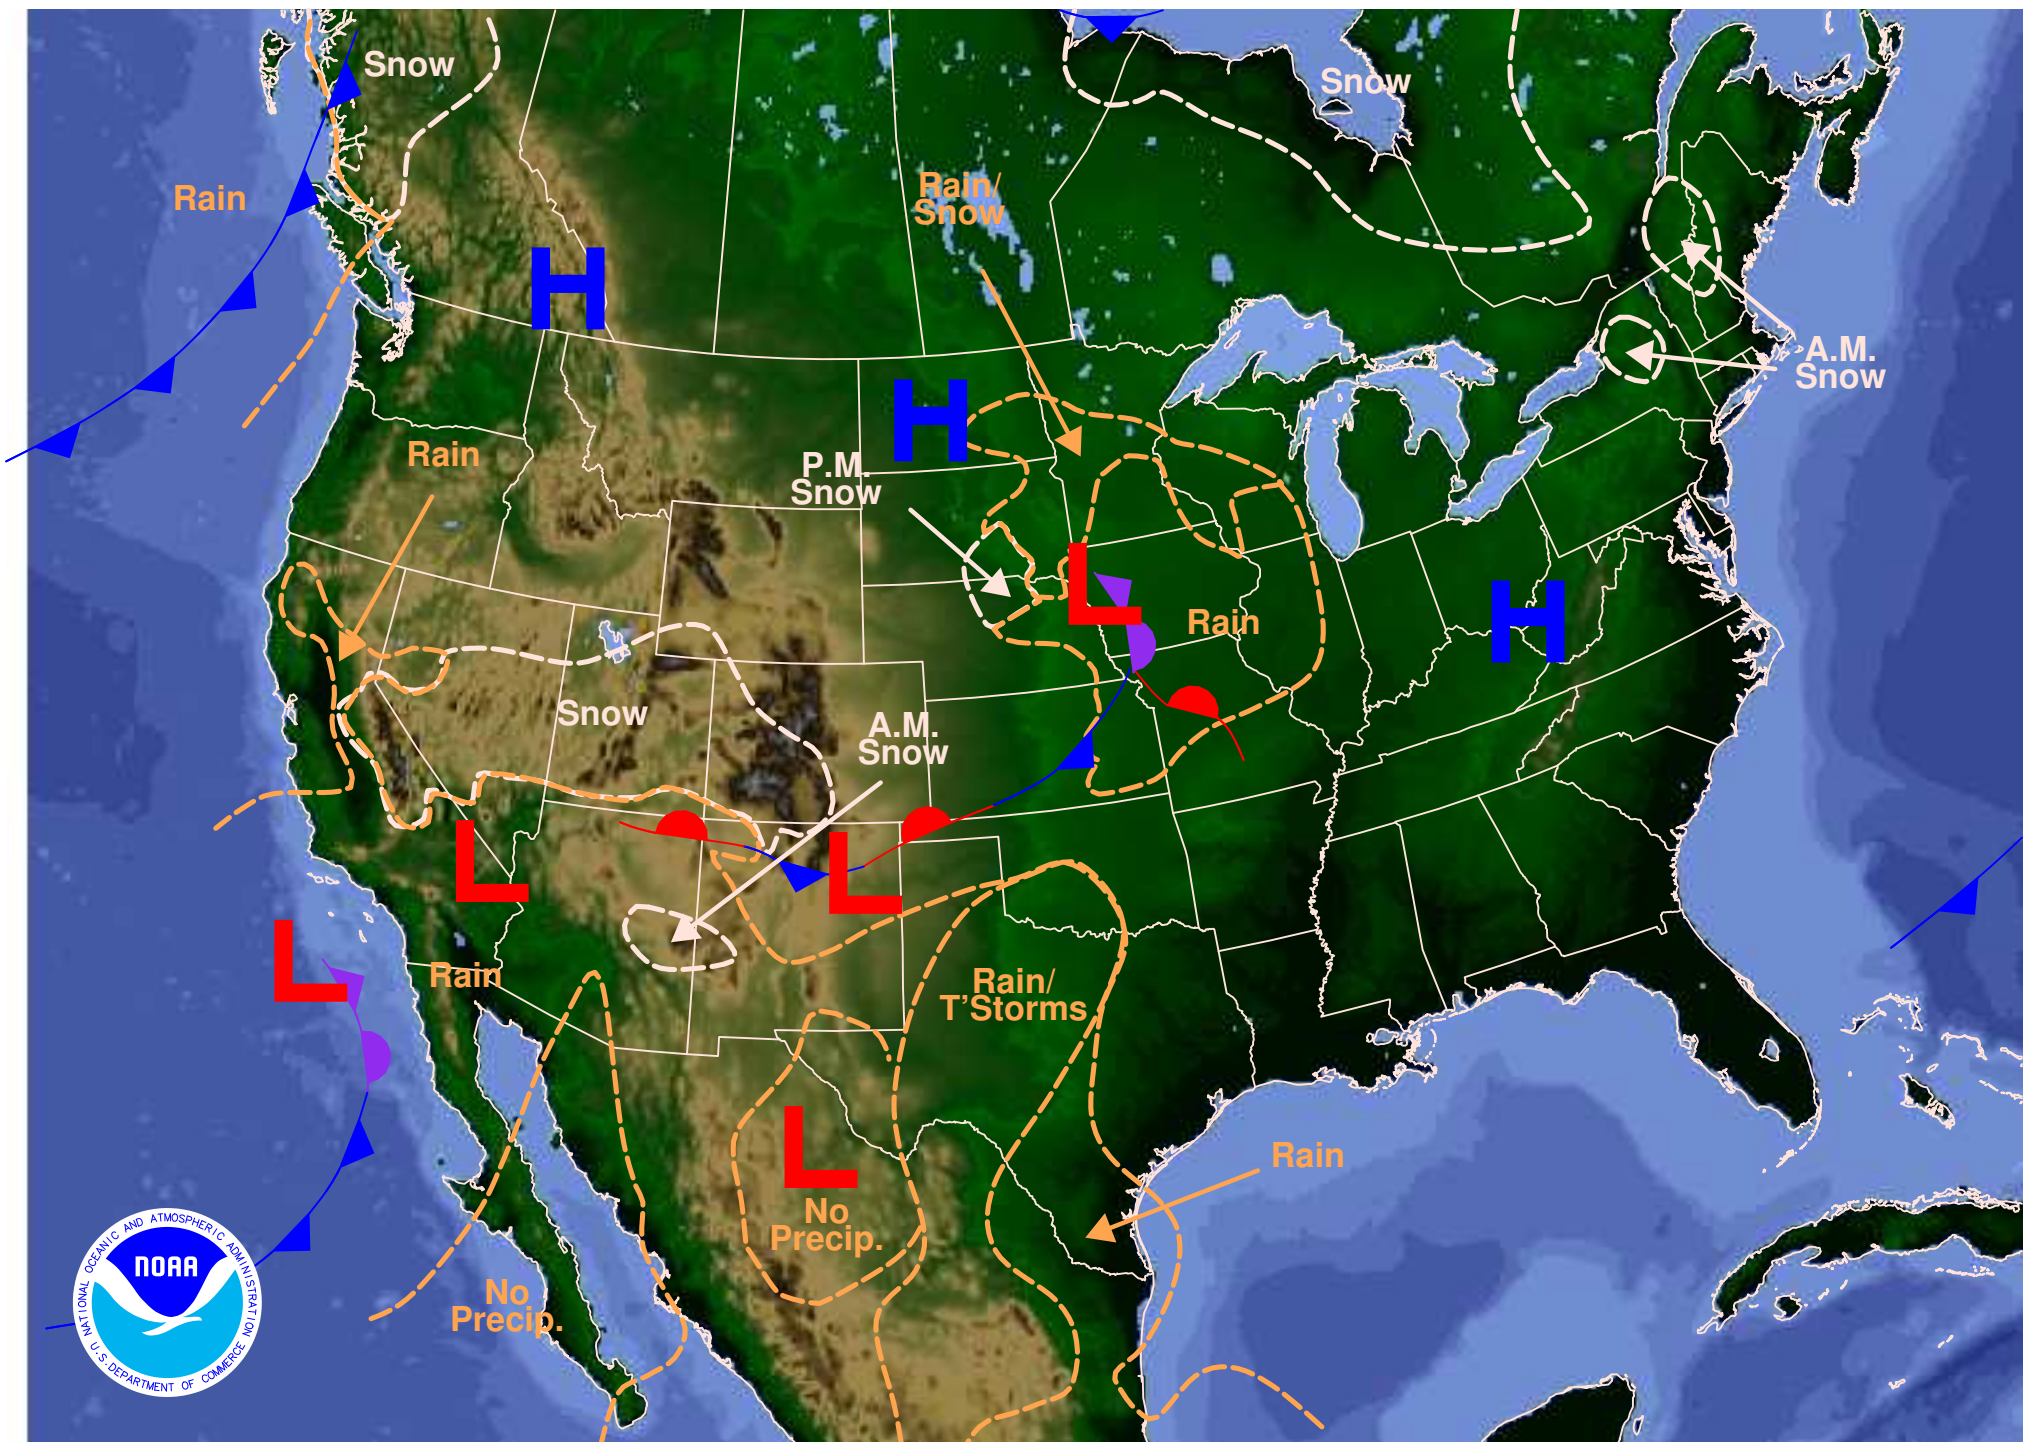 Snow
Snow
Rain
Rain/
Snow
H
A.M.
Snow
H
Rain
P.M.
Snow
L
H
Rain
Snow
A.M.
Snow
L
L
L
Rain
Rain/
T'Storms
L
Rain
No
Precip.
No
Precip.
NATIONAL OCEANIC AND ATMOSPHERIC ADMINISTRATION
NOAA
U.S. DEPARTMENT OF COMMERCE